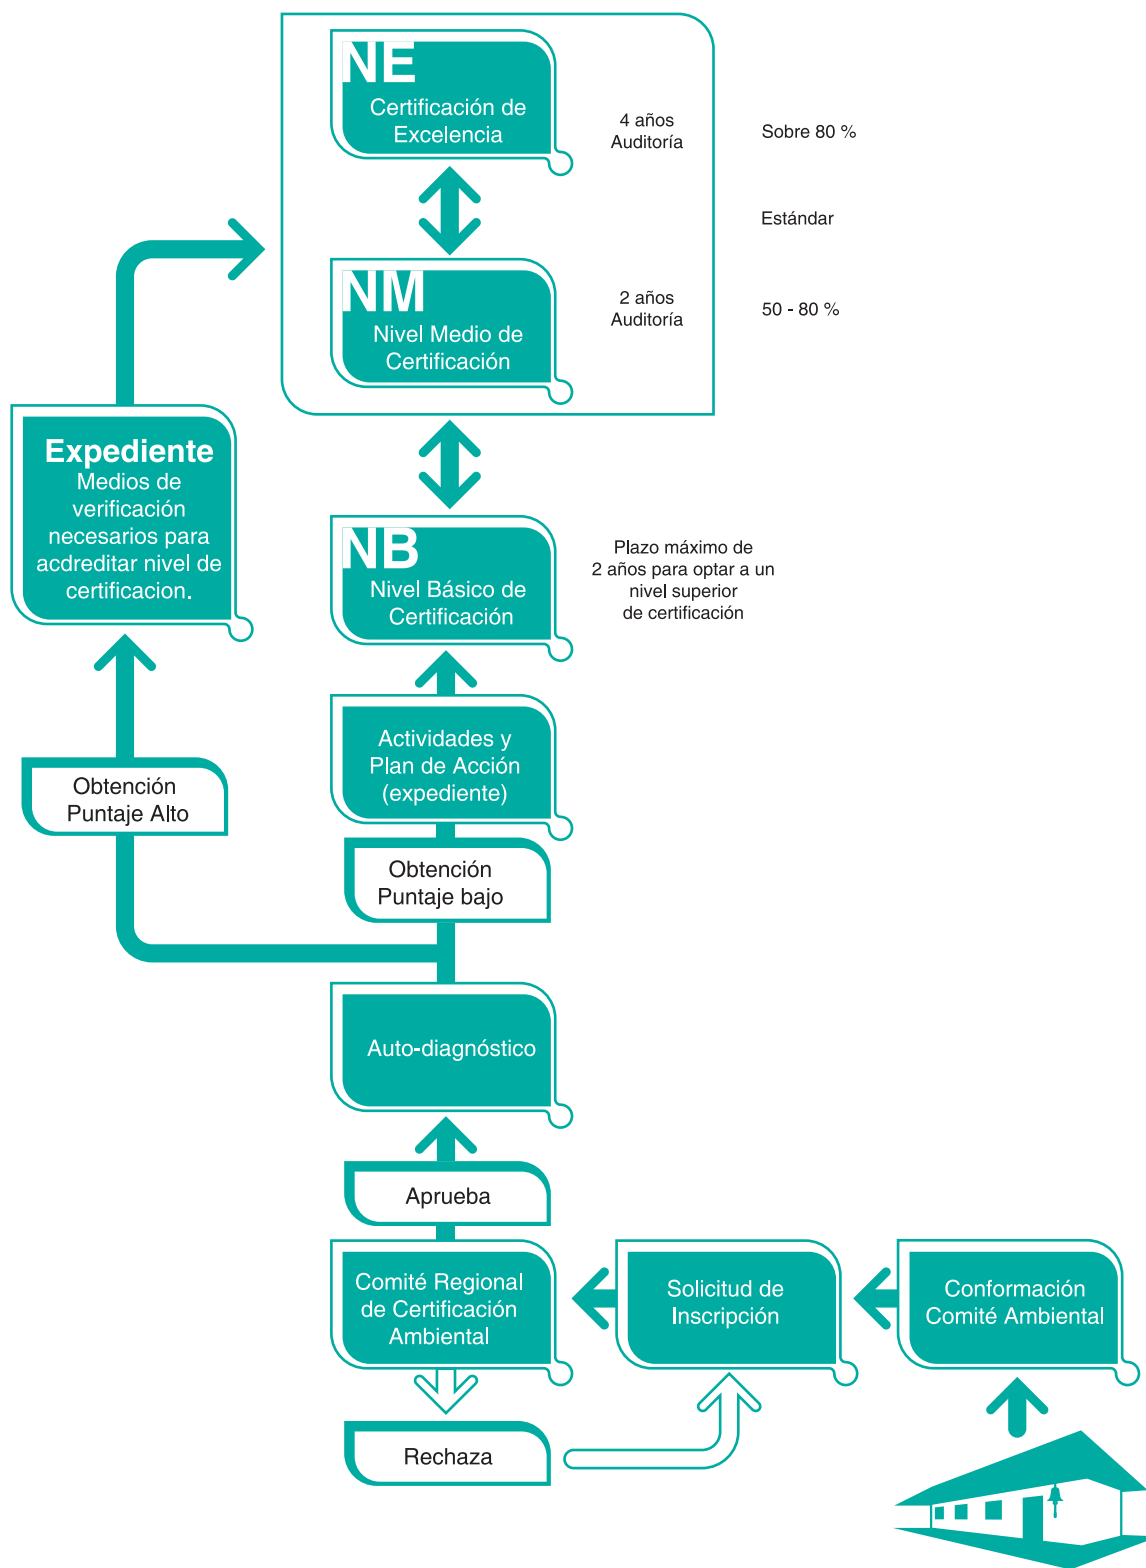 NE
Certificación de
Excelencia
4 años
Auditoría
Sobre 80 %
Estándar
NM
Nivel Medio de
Certificación
2 años
Auditoría
50 - 80 %
Expediente
Medios de
verificación
necesarios para
acdreditar nivel de
certificacion.
NB
Nivel Básico de
Certificación
Plazo máximo de
2 años para optar a un
nivel superior
de certificación
Actividades y
Plan de Acción
(expediente)
Obtención
Puntaje Alto
Obtención
Puntaje bajo
Auto-diagnóstico
Aprueba
Comité Regional
de Certificación
Ambiental
Solicitud de
Inscripción
Conformación
Comité Ambiental
Rechaza